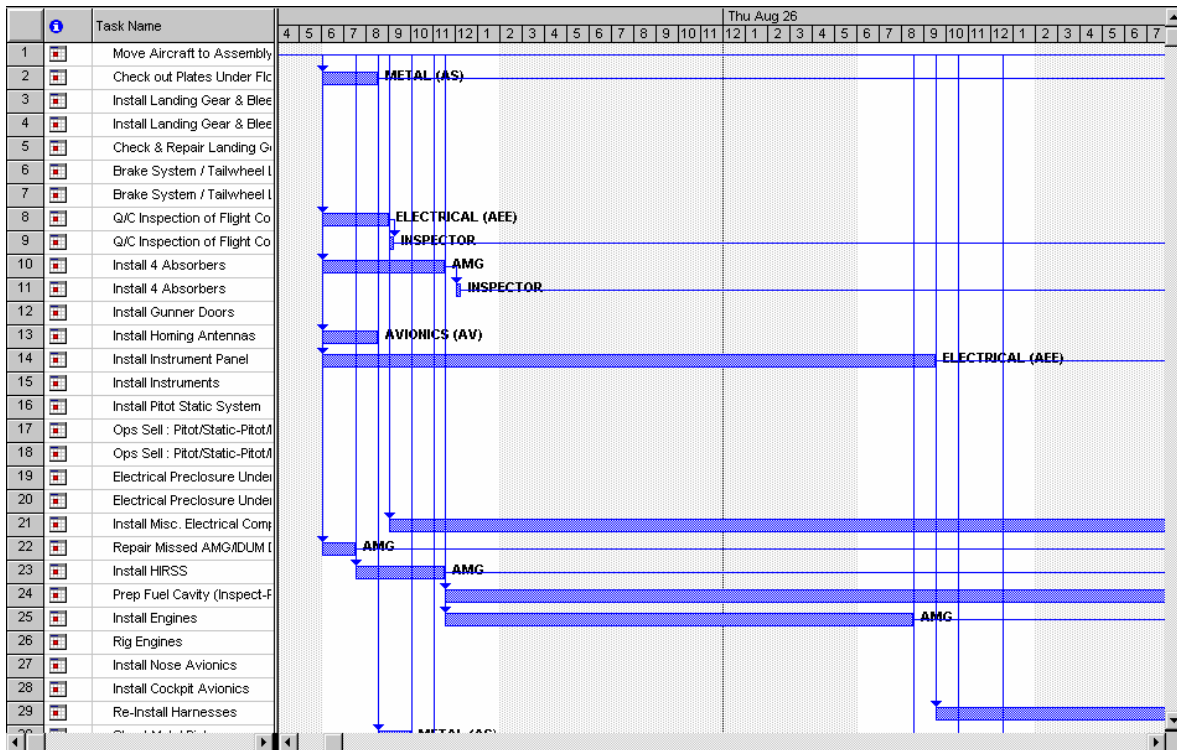 Thu Aug 26
Task Name
4 5 6 7 8 9 10 11 12 1 2 3 4 5 6 7 8 9 10 11 12 1 2 3 4 5 6 7 8 9 10 11 12 1 2 3 4 5 6 7
1 Move Aircraft to Assembly
2 Check out Plates Under Flc METAL (AS)
3 Install Landing Gear & Blee
4 Install Landing Gear & Blee
5 Check & Repair Landing G
6 Brake System / Tailwheel L
7 Brake System / Tailwheel L
8 Q/C Inspection of Flight Co ELECTRICAL (AEE)
9 Q/C Inspection of Flight Co INSPECTOR
10 Install 4 Absorbers AMG
11 Install 4 Absorbers INSPECTOR
12 Install Gunner Doors
13 Install Homing Antennas AVIONICS (AV)
14 Install Instrument Panel ELECTRICAL (AEE)
15 Install Instruments
16 Install Pitot Static System
17 Ops Sell : Pitot/Static-Pitot/
18 Ops Sell : Pitot/Static-Pitot/
19 Electrical Preclosure Under
20 Electrical Preclosure Under
21 Install Misc. Electrical Comp
22 Repair Missed AMG/IDUM AMG
23 Install HIRSS AMG
24 Prep Fuel Cavity (Inspect-F
25 Install Engines AMG
26 Rig Engines
27 Install Nose Avionics
28 Install Cockpit Avionics
29 Re-Install Harnesses
METAL (AS)